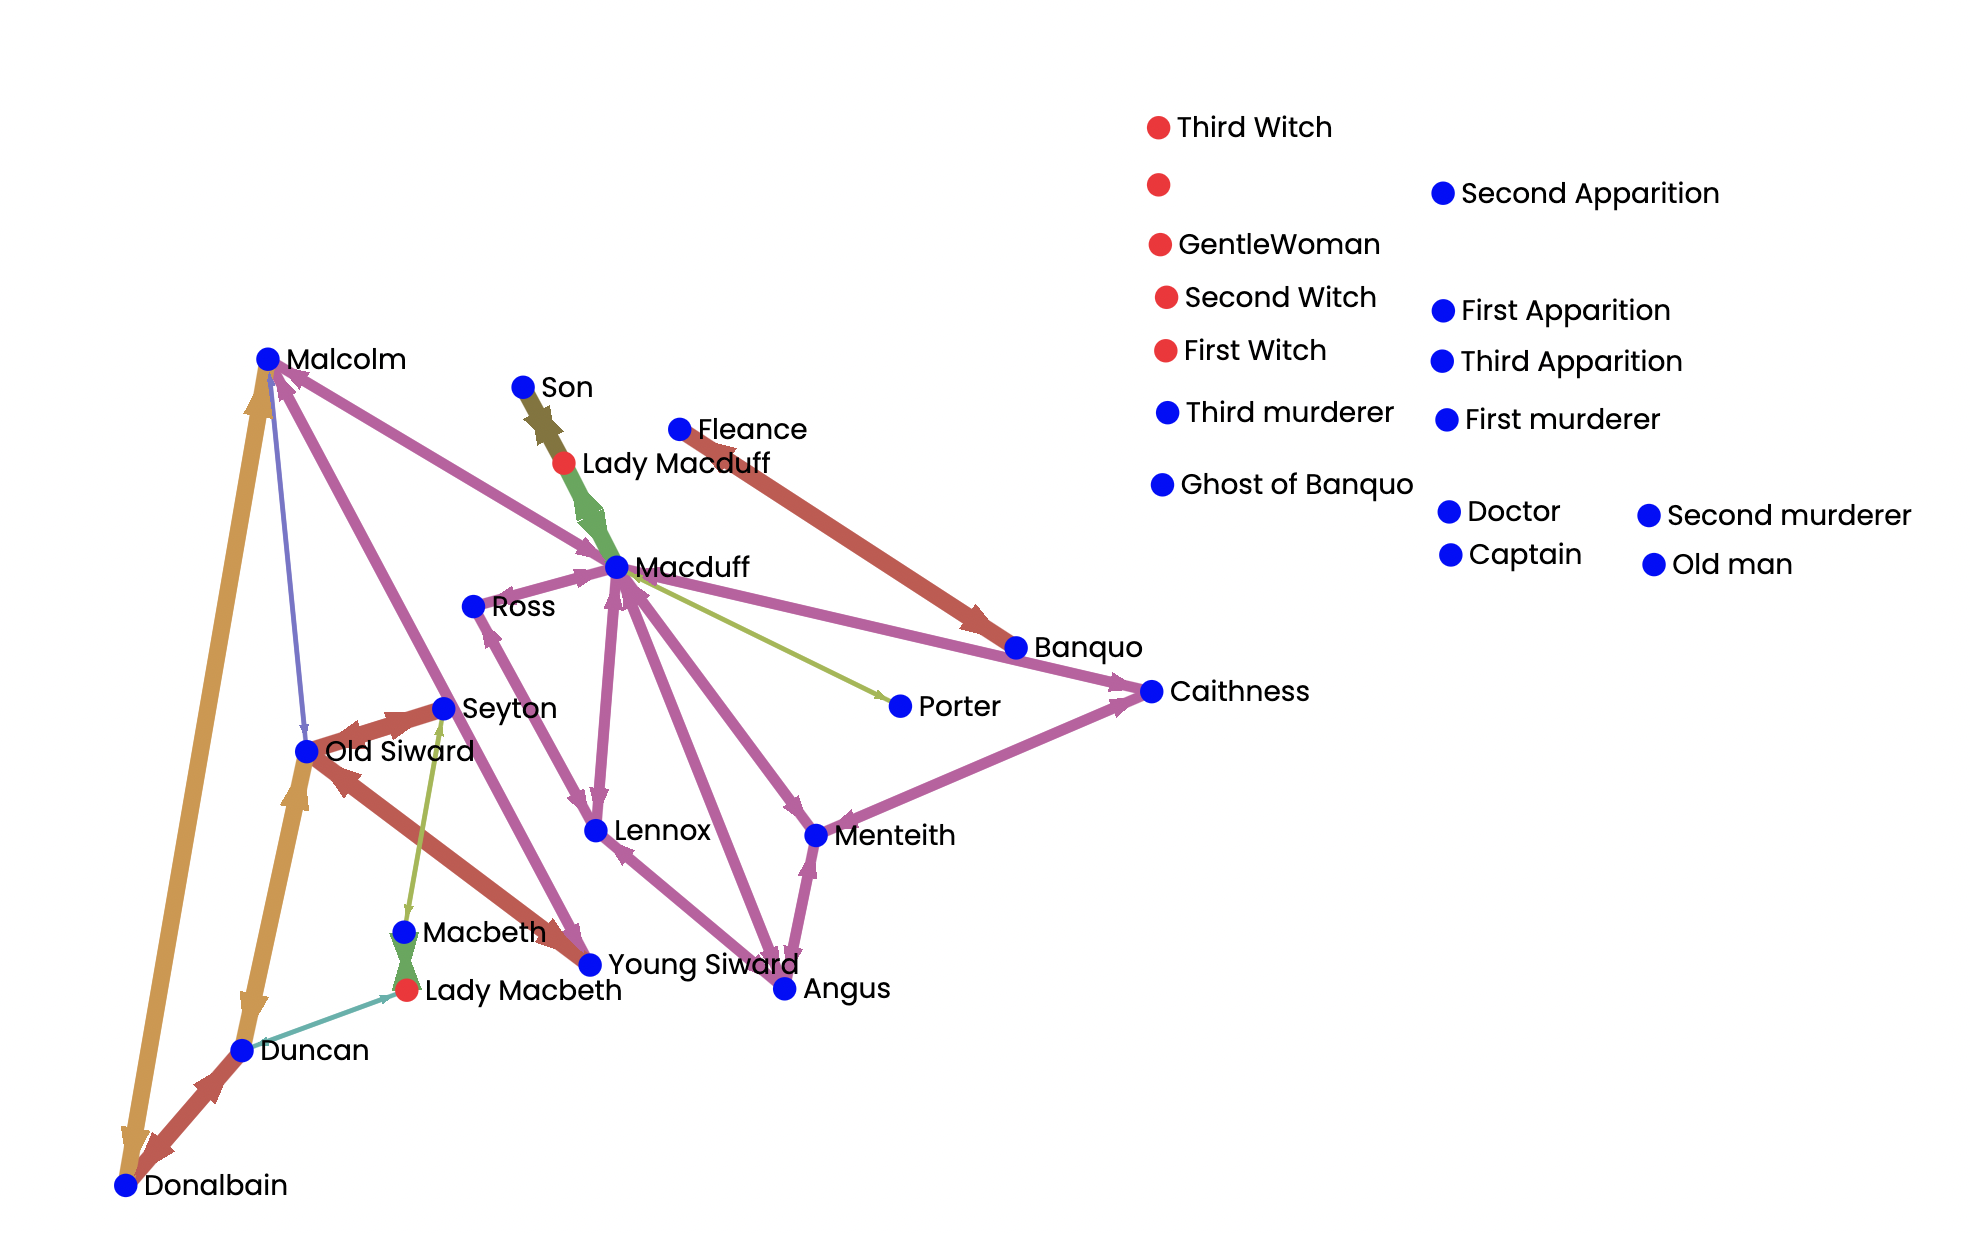 Third Witch
Second Apparition
GentleWoman
Second Witch
First Apparition
First Witch
Malcolm
Third Apparition
Son
Third murderer
First murderer
Fleance
Lady Macduff
Ghost of Banquo
Doctor
Second murderer
Captain
Old man
Macduff
Ross
Banquo
Caithness
Porter
Seyton
Old Siward
Lennox
Menteith
Macbeth
Young Siward
Angus
Lady Macbeth
Duncan
Donalbain